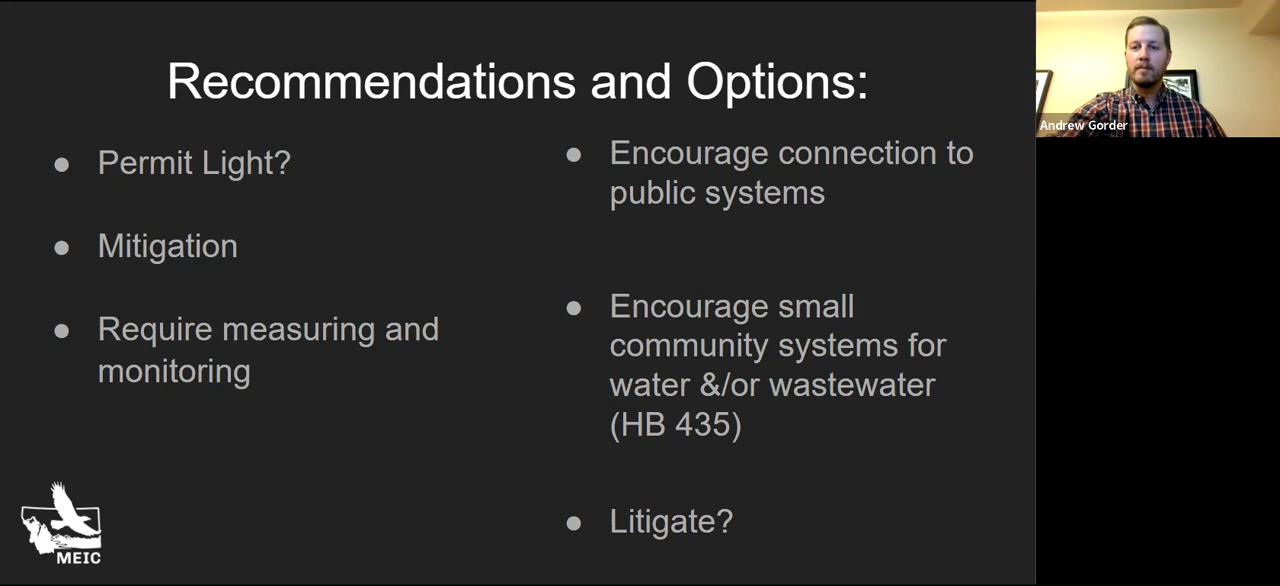 Recommendations and Options:
● Permit Light?
● Mitigation
● Require measuring and
monitoring
● Encourage connection to
public systems
● Encourage small
community systems for
water &/or wastewater
(HB 435)
● Litigate?
MEIC
Andrew Gorder